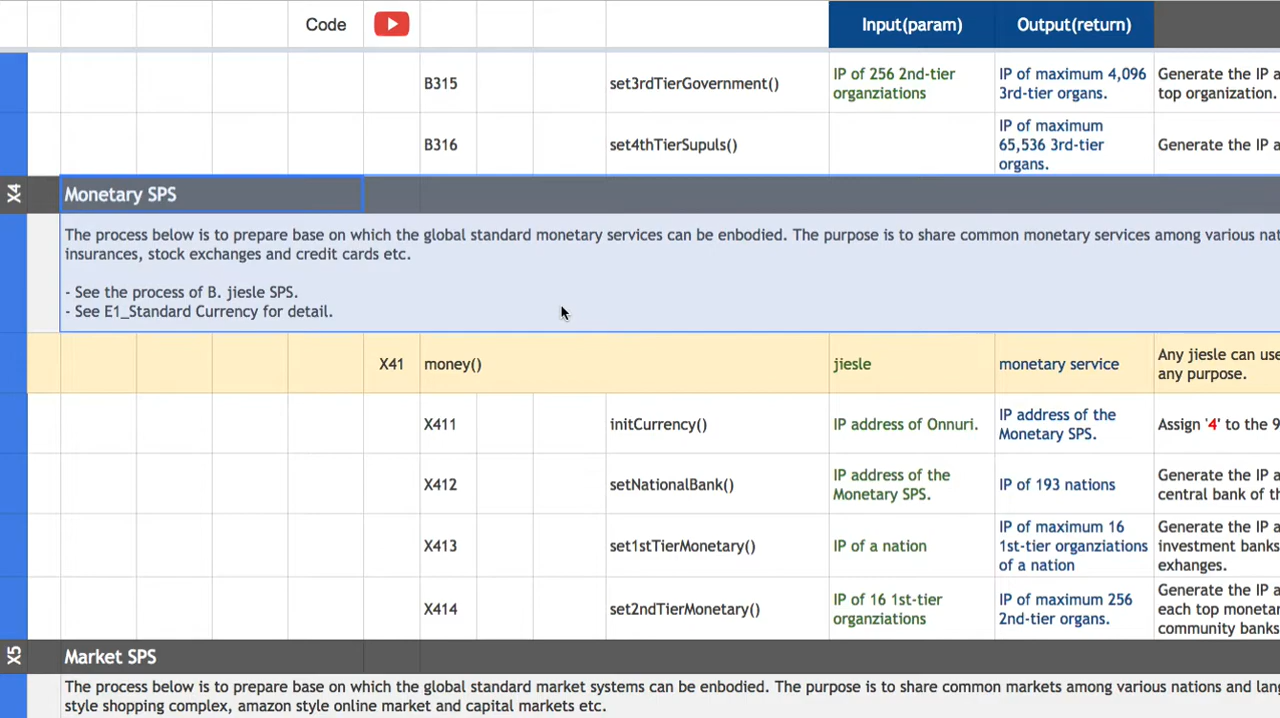 Code Input(param) Output(return)
B315 set3rdTierGovernment() IP of 256 2nd-tier IP of maximum 4,096 Generate the IP a
organziations 3rd-tier organs. top organization.
B316 set4thTierSupuls() IP of maximum Generate the IP a
65,536 3rd-tier
organs.
X4 Monetary SPS
The process below is to prepare base on which the global standard monetary services can be enbodied. The purpose is to share common monetary services among various nat
insurances, stock exchanges and credit cards etc.
- See the process of B. jiesle SPS.
- See E1_Standard Currency for detail.
X41 money() jiesle monetary service Any jiesle can use
any purpose.
X411 initCurrency() IP address of Onnuri. IP address of the Assign '4' to the 9
Monetary SPS.
X412 setNationalBank() IP address of the IP of 193 nations Generate the IP a
Monetary SPS. central bank of th
X413 set1stTierMonetary() IP of a nation IP of maximum 16 Generate the IP a
1st-tier organziations investment banks
of a nation exhanges.
X414 set2ndTierMonetary() IP of 16 1st-tier IP of maximum 256 Generate the IP a
organziations 2nd-tier organs. each top monetar
community banks
X5 Market SPS
The process below is to prepare base on which the global standard market systems can be enbodied. The purpose is to share common markets among various nations and lang
style shopping complex, amazon style online market and capital markets etc.